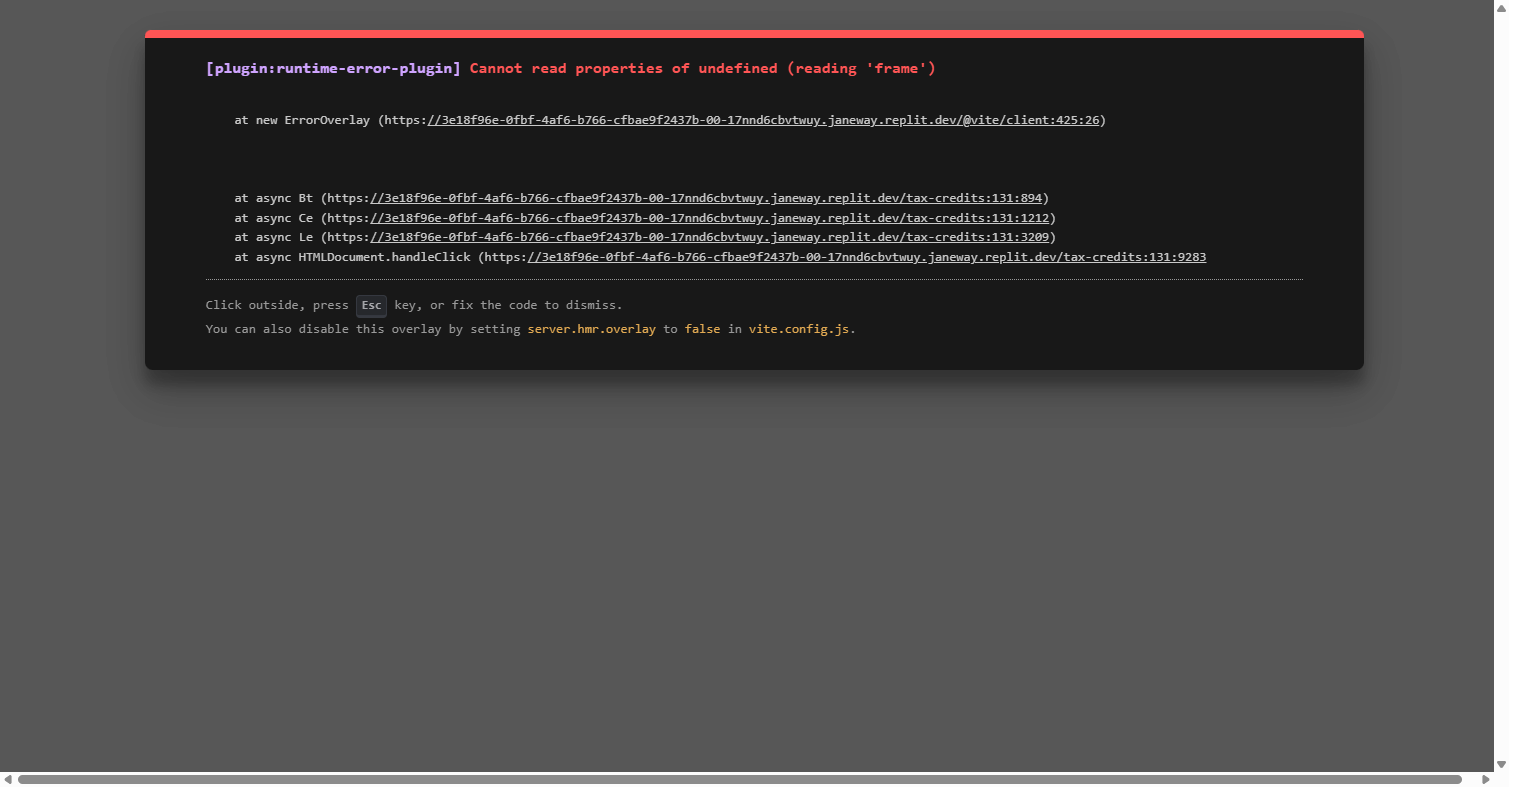 [plugin:runtime-error-plugin] Cannot read properties of undefined (reading 'frame')
at new ErrorOverlay (https://3e18f96e-0fbf-4af6-b766-cfbae9f2437b-00-17nnd6cbvtwuy.janeway.replit.dev/@vite/client:425:26)
at async Bt (https://3e18f96e-0fbf-4af6-b766-cfbae9f2437b-00-17nnd6cbvtwuy.janeway.replit.dev/tax-credits:131:894)
at async Ce (https://3e18f96e-0fbf-4af6-b766-cfbae9f2437b-00-17nnd6cbvtwuy.janeway.replit.dev/tax-credits:131:1212)
at async Le (https://3e18f96e-0fbf-4af6-b766-cfbae9f2437b-00-17nnd6cbvtwuy.janeway.replit.dev/tax-credits:131:3209)
at async HTMLDocument.handleClick (https://3e18f96e-0fbf-4af6-b766-cfbae9f2437b-00-17nnd6cbvtwuy.janeway.replit.dev/tax-credits:131:9283
Click outside, press Esc key, or fix the code to dismiss.
You can also disable this overlay by setting server.hmr.overlay to false in vite.config.js.